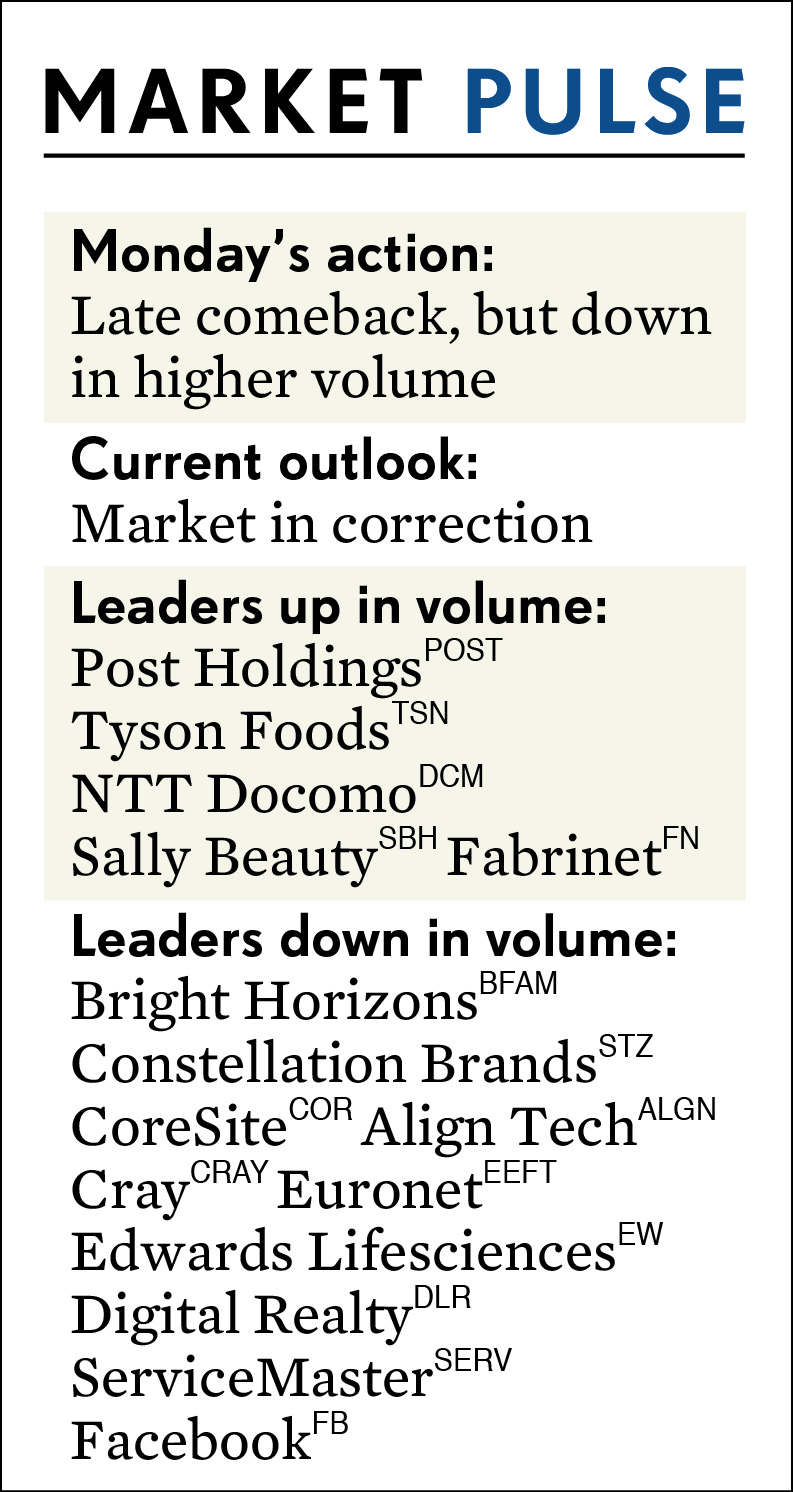 MARKET PULSE
Monday’s action:
Late comeback, but down
in higher volume
Current outlook:
Market in correction
Leaders up in volume:
Post Holdings POST
Tyson Foods TSN
NTT Docomo DCM
Sally Beauty SBH Fabrinet FN
Leaders down in volume:
Bright Horizons BFAM
Constellation Brands STZ
CoreSite COR Align Tech ALGN
Cray CRAY Euronet EEFT
Edwards Lifesciences EW
Digital Realty DLR
ServiceMaster SERV
Facebook FB